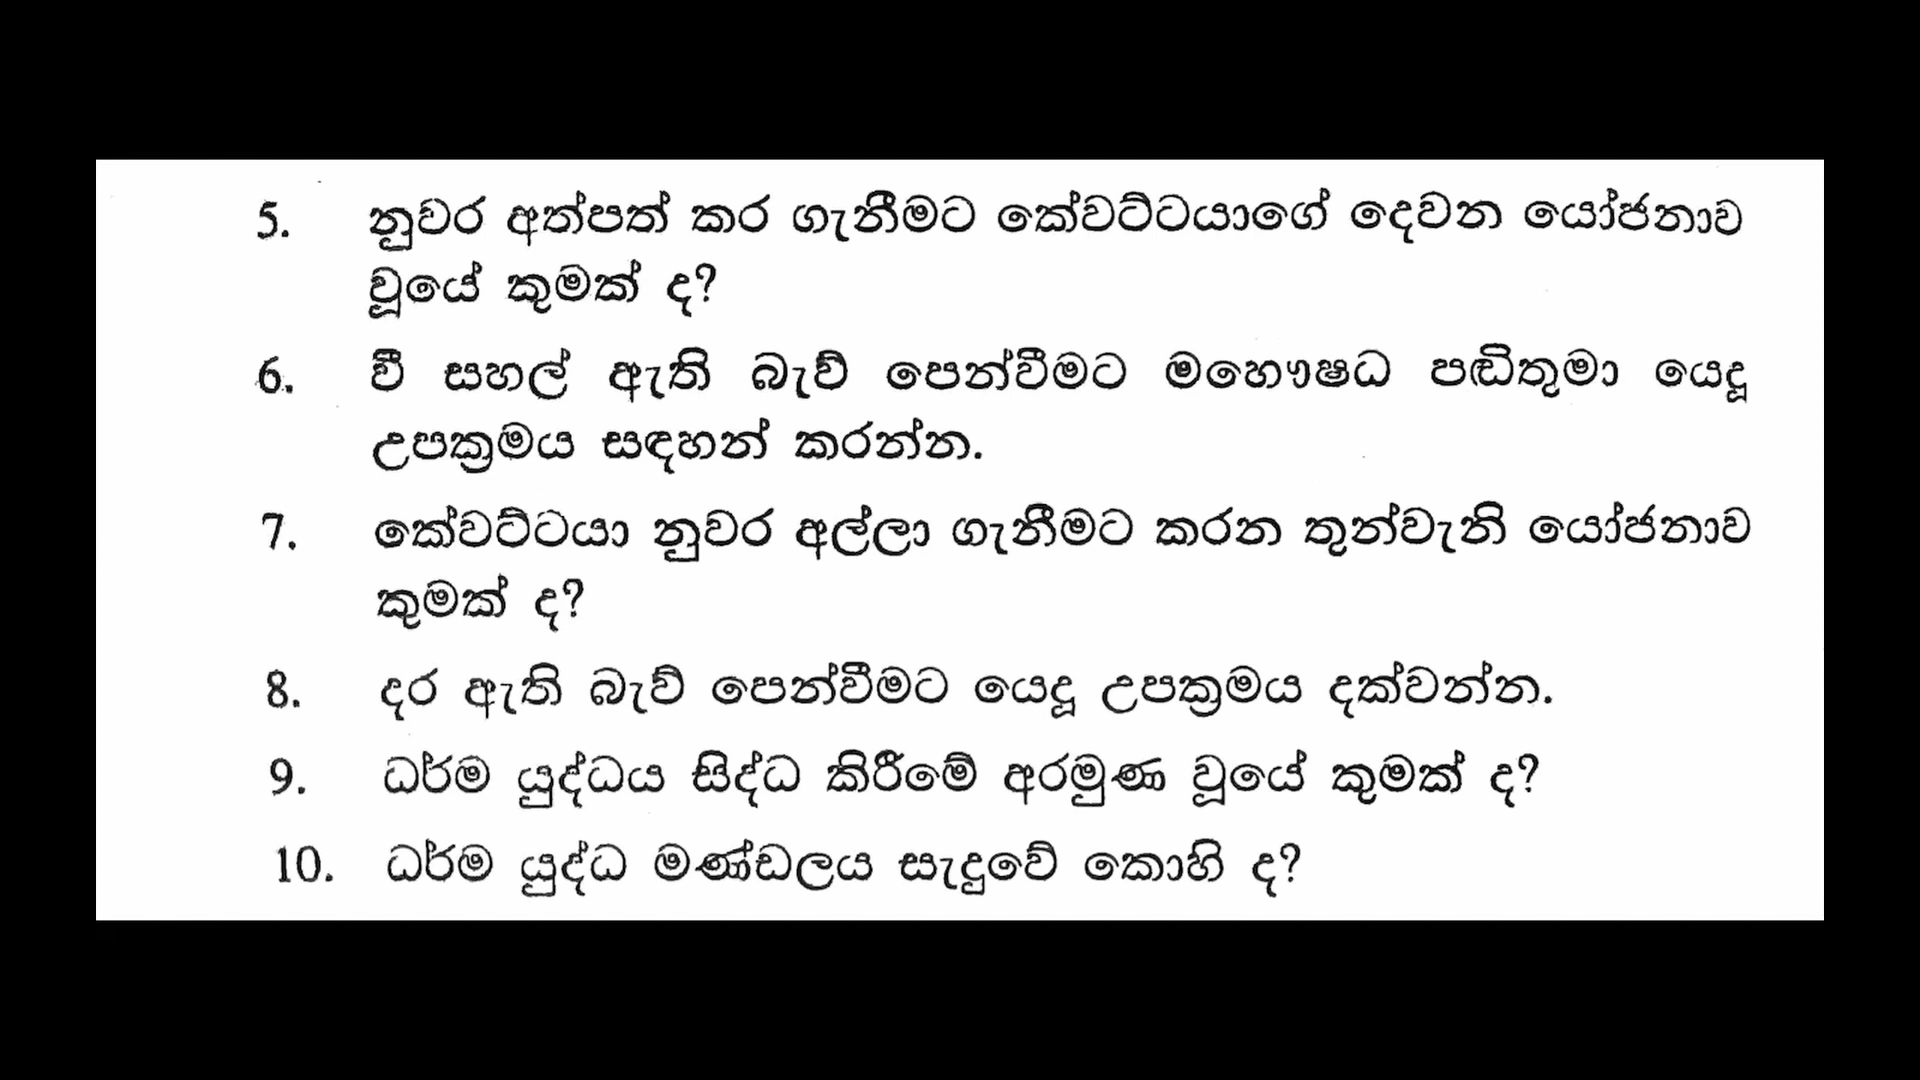 5. නුවර අත්පත් කර ගැනීමට කේවට්ටයාගේ දෙවන යෝජනාව
වූයේ කුමක් ද?
6. වී සහල් ඇති බැව් පෙන්වීමට මහෞෂධ පඬිතුමා යෙදූ
උපක්‍රමය සඳහන් කරන්න.
7. කේවට්ටයා නුවර අල්ලා ගැනීමට කරන තුන්වැනි යෝජනාව
කුමක් ද?
8. දර ඇති බැව් පෙන්වීමට යෙදූ උපක්‍රමය දක්වන්න.
9. ධර්ම යුද්ධය සිද්ධ කිරීමේ අරමුණ වූයේ කුමක් ද?
10. ධර්ම යුද්ධ මණ්ඩලය සැදුවේ කොහි ද?